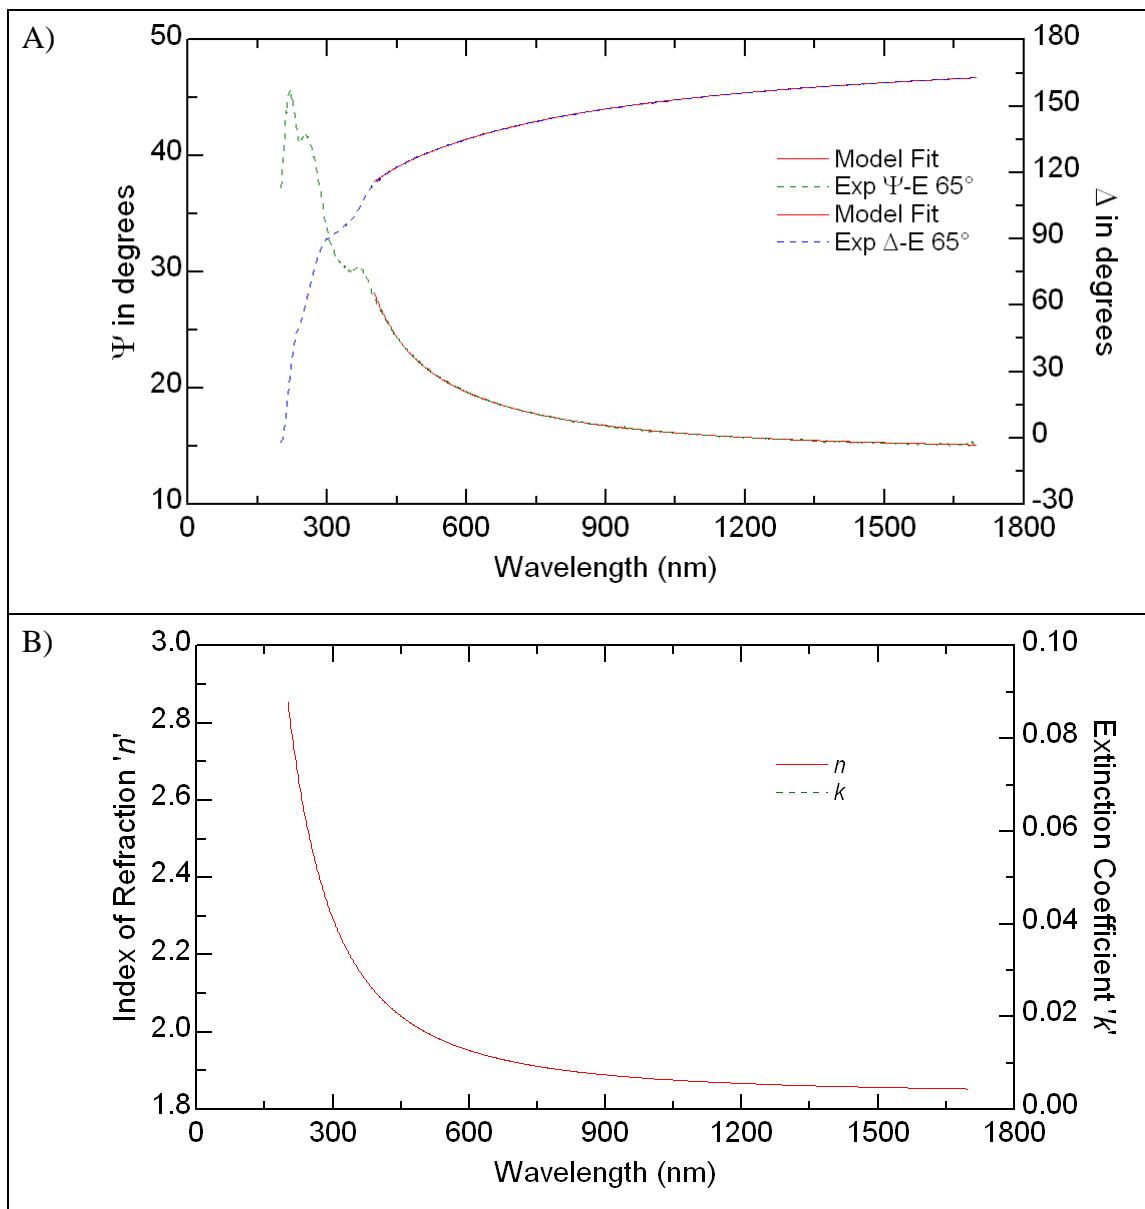 A)
50
40
30
20
10
Ψ in degrees
180
150
120
90
60
30
0
-30
Δ in degrees
Model Fit
Exp Ψ-E 65°
Model Fit
Exp Δ-E 65°
0 300 600 900 1200 1500 1800
Wavelength (nm)
B)
3.0
2.8
2.6
2.4
2.2
2.0
1.8
Index of Refraction 'n'
0.10
0.08
0.06
0.04
0.02
0.00
Extinction Coefficient 'k'
n
k
0 300 600 900 1200 1500 1800
Wavelength (nm)